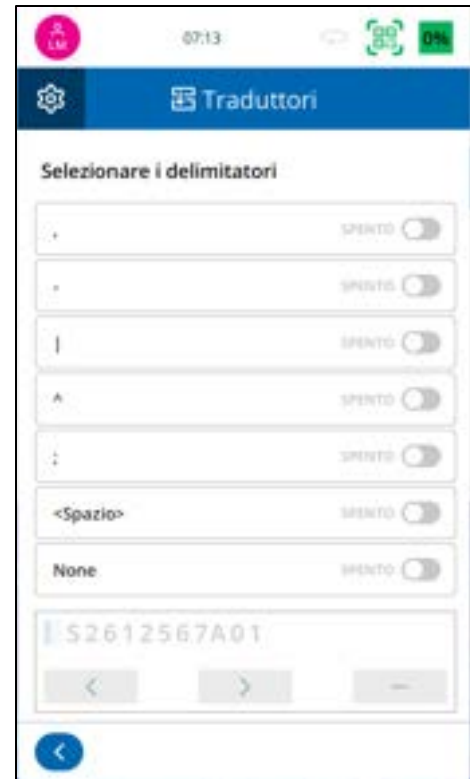 LM 07:13 0%
Traduttori
Selezionare i delimitatori
, SPENTO
SPENTO
| SPENTO
^ SPENTO
SPENTO
<Spazio> SPENTO
None SPENTO
S2612567A01
< > —
<